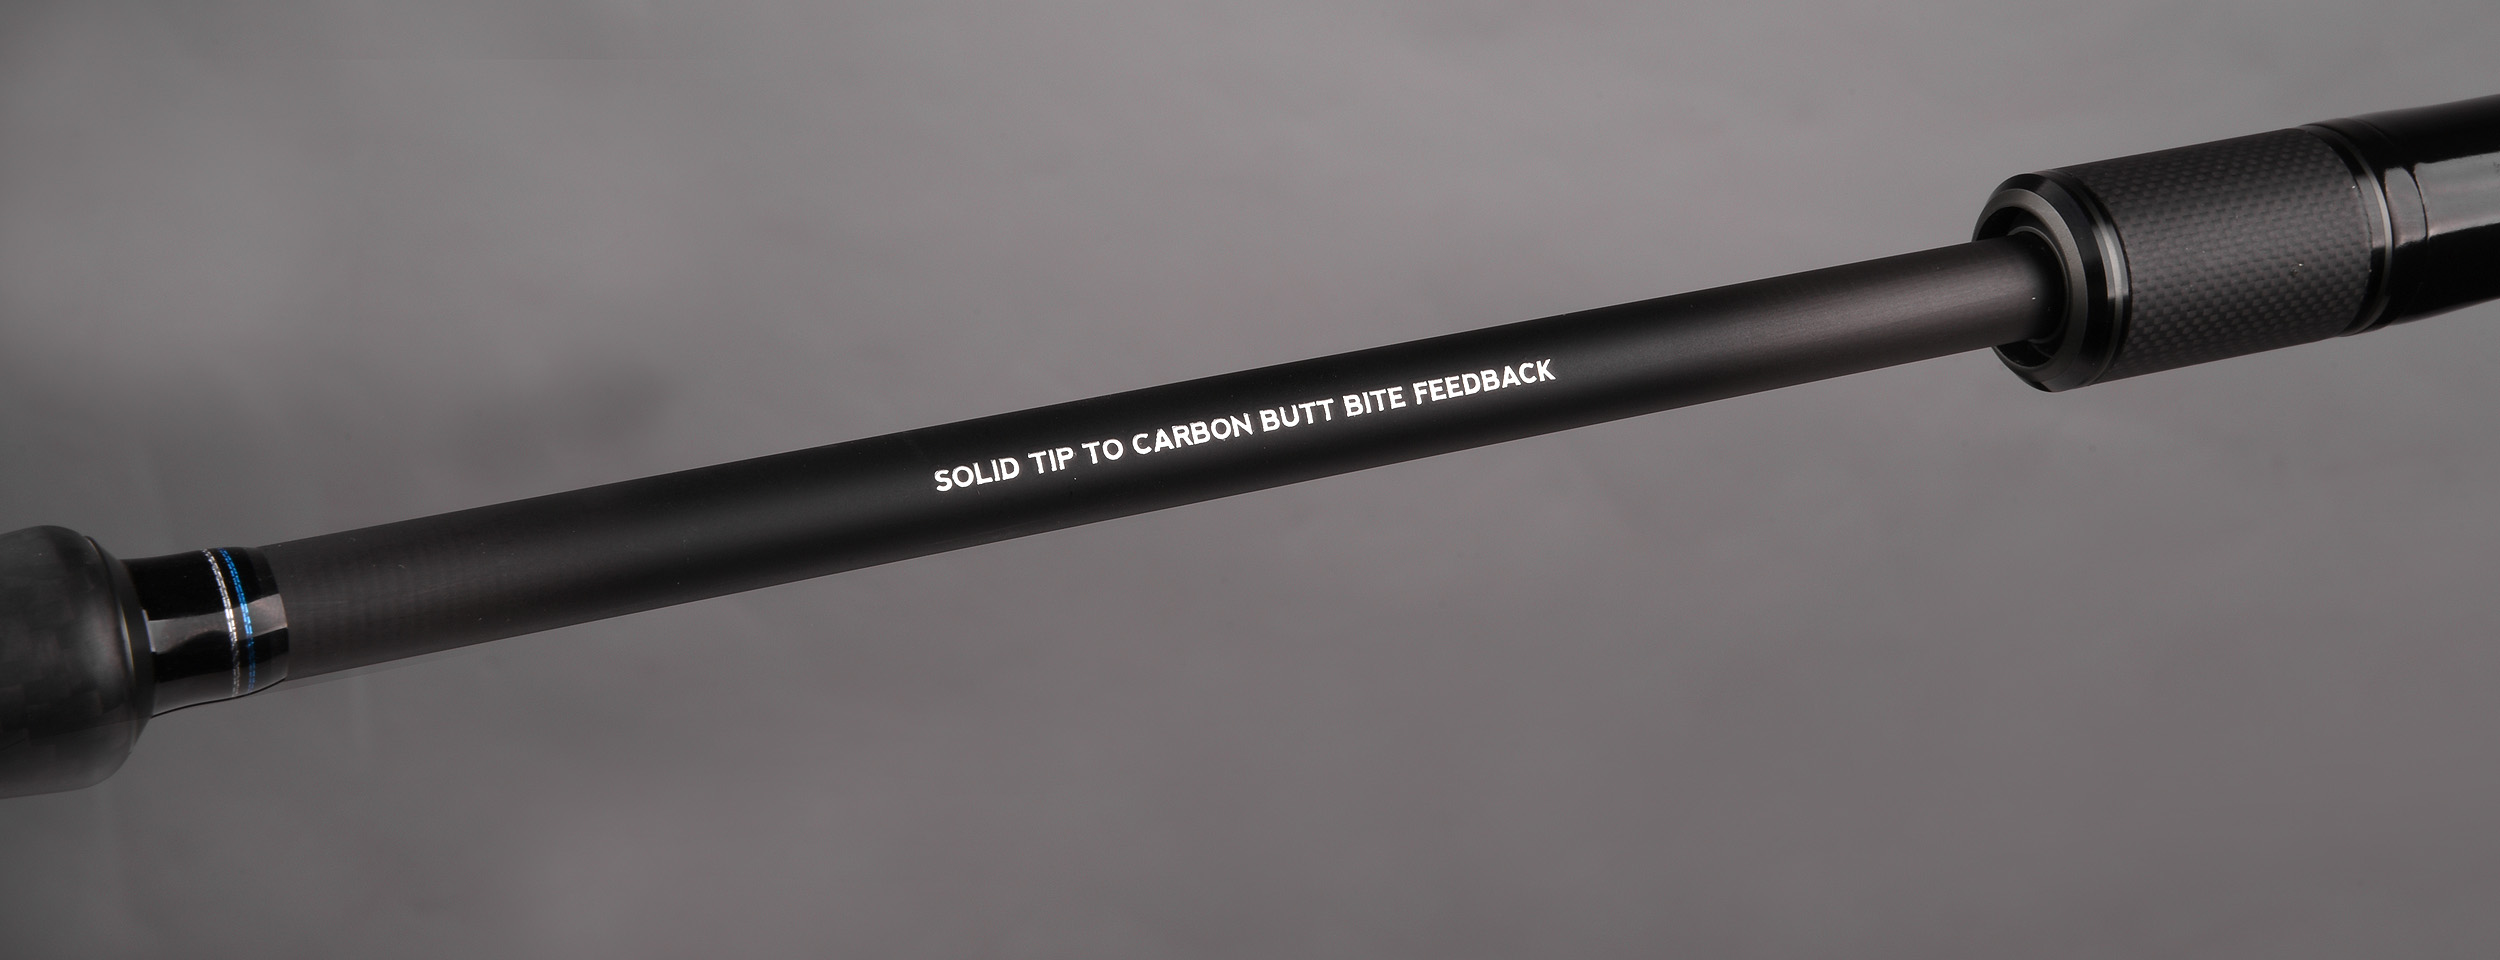 SOLID TIP TO CARBON BUTT BITE FEEDBACK